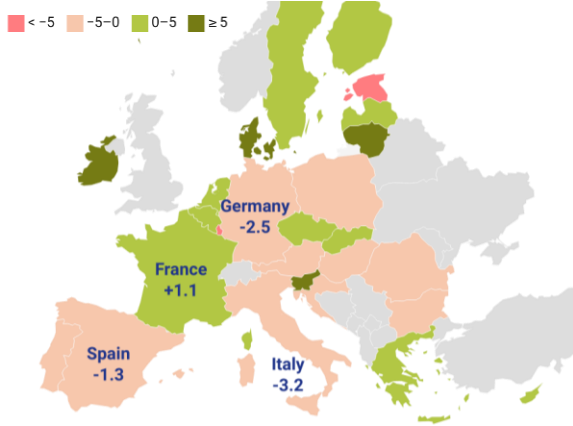 < −5 −5–0 0–5 ≥ 5
Germany
-2.5
France
+1.1
Spain
-1.3
Italy
-3.2